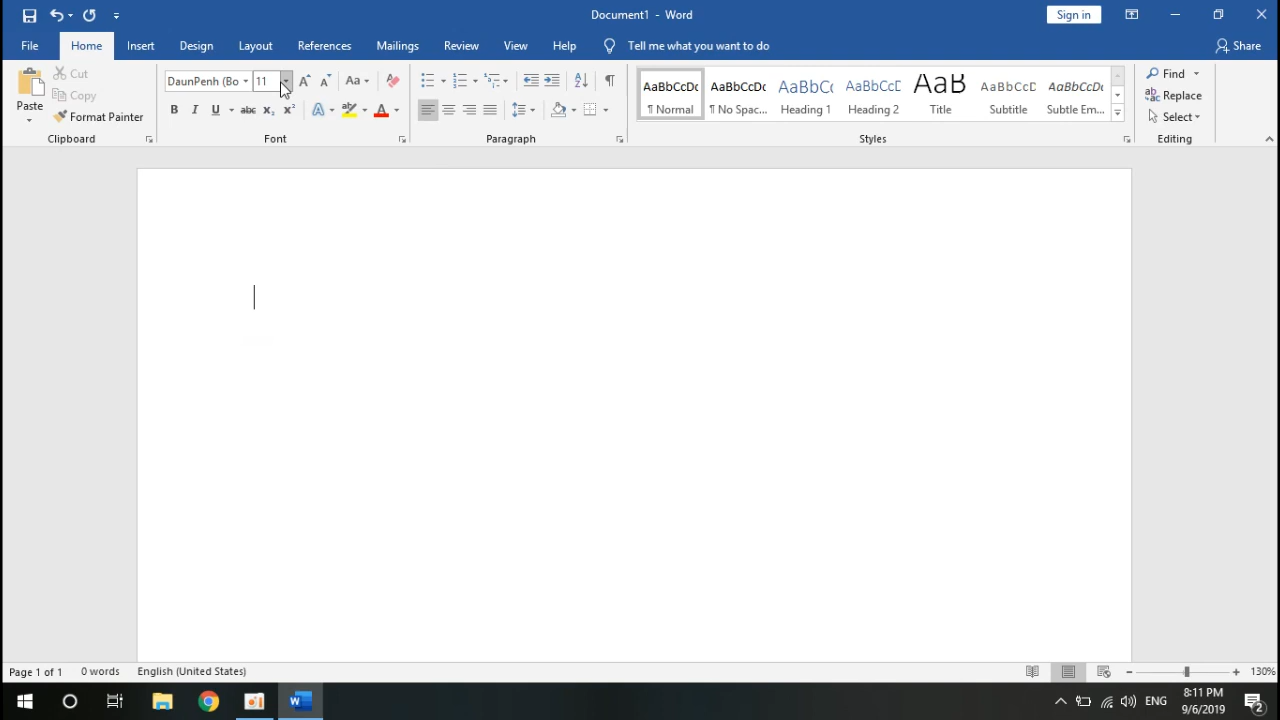 Document1 - Word
Sign in
File Home Insert Design Layout References Mailings Review View Help Tell me what you want to do Share
Paste
Cut
Copy
Format Painter
Clipboard
DaunPenh (Bo 11
Font
Paragraph
AaBbCcDc AaBbCcDc AaBbCc AaBbCcD AaB AaBbCcD AaBbCcDc
¶ Normal ¶ No Spac... Heading 1 Heading 2 Title Subtitle Subtle Em...
Styles
Find
Replace
Select
Editing
Page 1 of 1 0 words English (United States) 130%
ENG
8:11 PM
9/6/2019
2